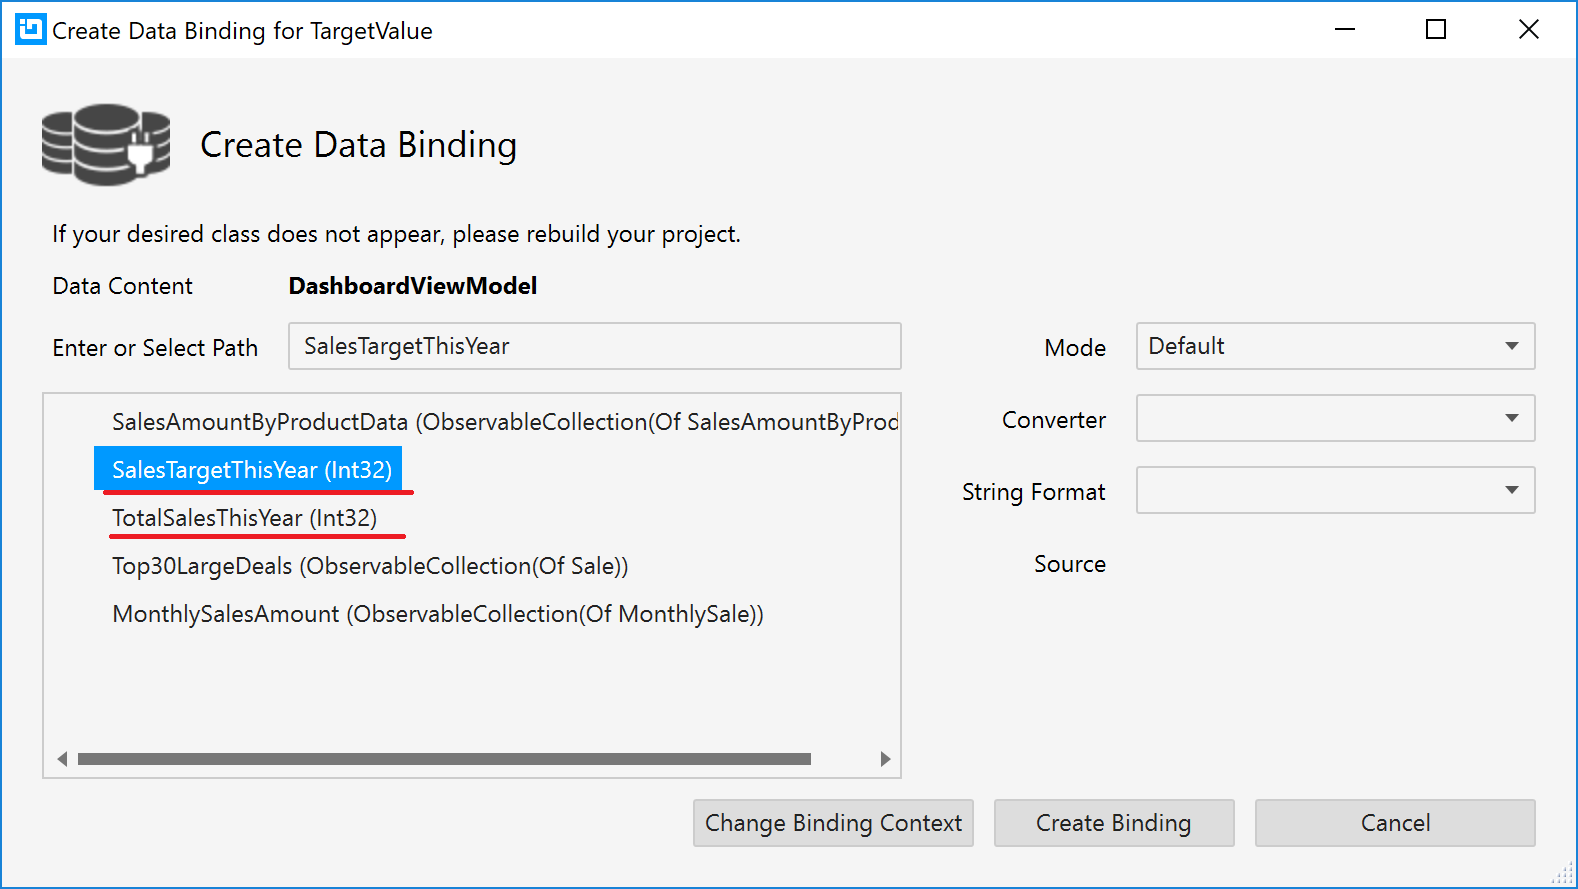 Create Data Binding for TargetValue
Create Data Binding
If your desired class does not appear, please rebuild your project.
Data Content DashboardViewModel
Enter or Select Path SalesTargetThisYear
SalesAmountByProductData (ObservableCollection(Of SalesAmountByProd
SalesTargetThisYear (Int32)
TotalSalesThisYear (Int32)
Top30LargeDeals (ObservableCollection(Of Sale))
MonthlySalesAmount (ObservableCollection(Of MonthlySale))
Mode Default
Converter
String Format
Source
Change Binding Context Create Binding Cancel